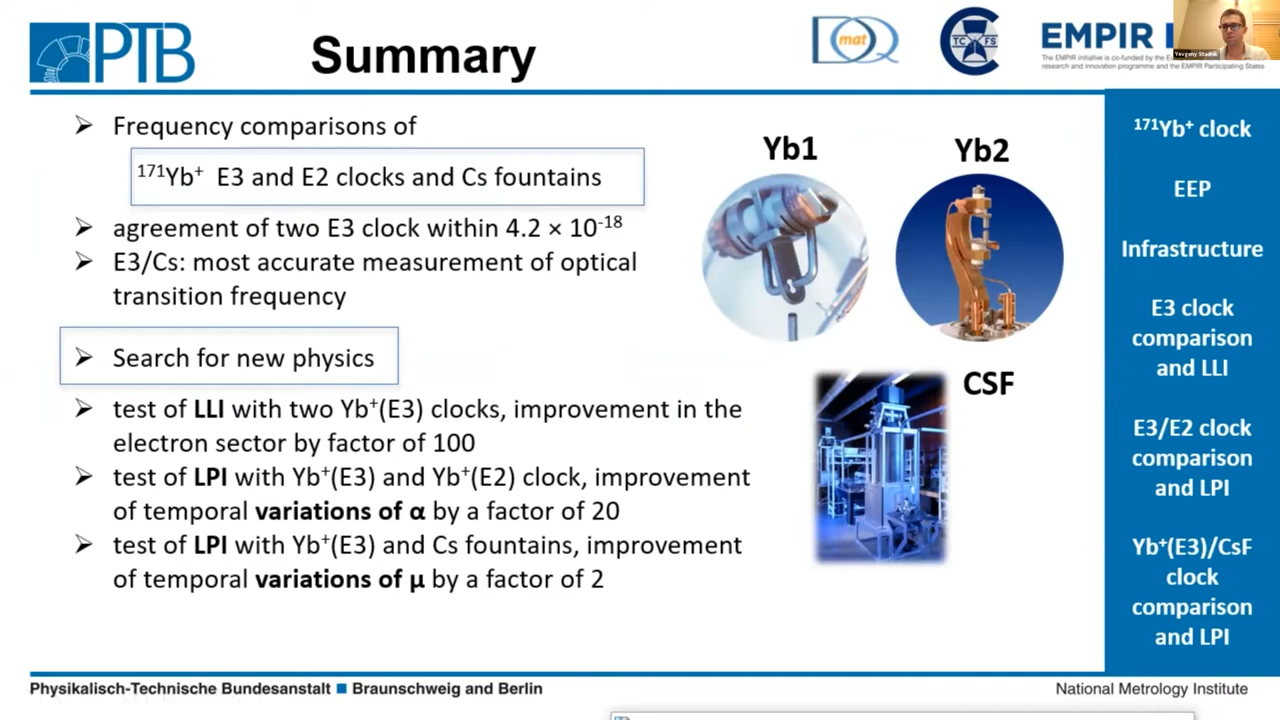 PTB
Summary
D mat Q
TC FS
EMPIR
The EMPIR initiative is co-funded by the
research and innovation programme and the EMPIR Participating States
Yevgeny Stadnik
➢ Frequency comparisons of
¹⁷¹Yb⁺ E3 and E2 clocks and Cs fountains
➢ agreement of two E3 clock within 4.2 × 10⁻¹⁸
➢ E3/Cs: most accurate measurement of optical
transition frequency
➢ Search for new physics
➢ test of LLI with two Yb⁺(E3) clocks, improvement in the
electron sector by factor of 100
➢ test of LPI with Yb⁺(E3) and Yb⁺(E2) clock, improvement
of temporal variations of α by a factor of 20
➢ test of LPI with Yb⁺(E3) and Cs fountains, improvement
of temporal variations of μ by a factor of 2
Yb1
Yb2
CSF
¹⁷¹Yb⁺ clock
EEP
Infrastructure
E3 clock
comparison
and LLI
E3/E2 clock
comparison
and LPI
Yb⁺(E3)/CsF
clock
comparison
and LPI
Physikalisch-Technische Bundesanstalt ■ Braunschweig and Berlin
National Metrology Institute